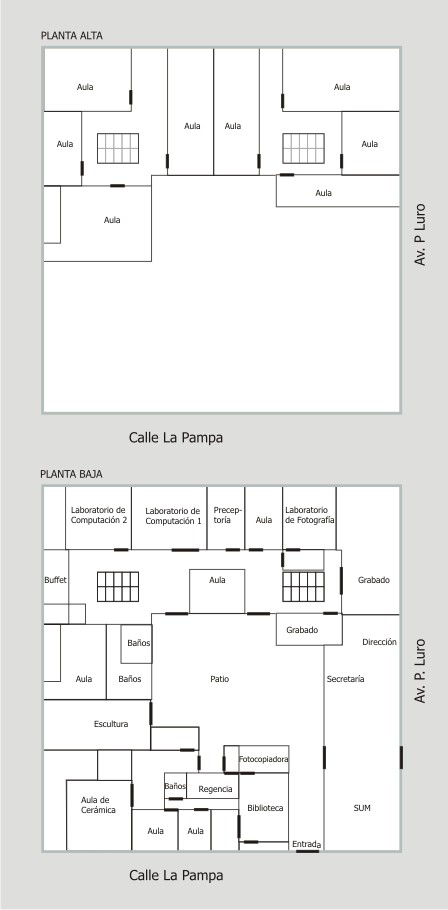 PLANTA ALTA
Aula
Aula
Aula
Aula
Aula
Aula
Aula
Aula
Av. P Luro
Calle La Pampa
PLANTA BAJA
Laboratorio de
Computación 2
Laboratorio de
Computación 1
Precep-
toría
Aula
Laboratorio
de Fotografía
Buffet
Aula
Grabado
Grabado
Baños
Dirección
Aula
Baños
Patio
Secretaría
Av. P. Luro
Escultura
Fotocopiadora
Baños
Regencia
Aula de
Cerámica
Biblioteca
SUM
Aula
Aula
Entrada
Calle La Pampa